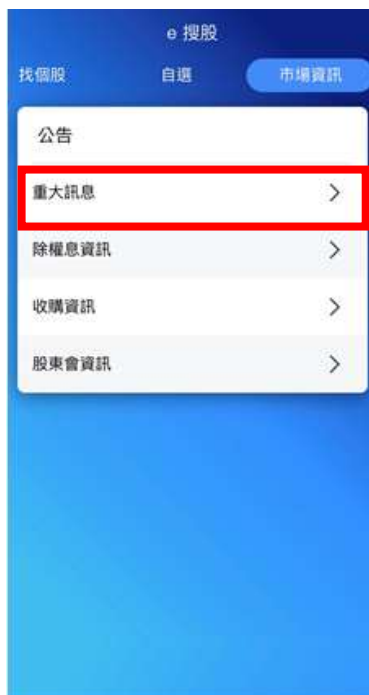 e 搜股
找個股 自選 市場資訊
公告
重大訊息
除權息資訊
收購資訊
股東會資訊